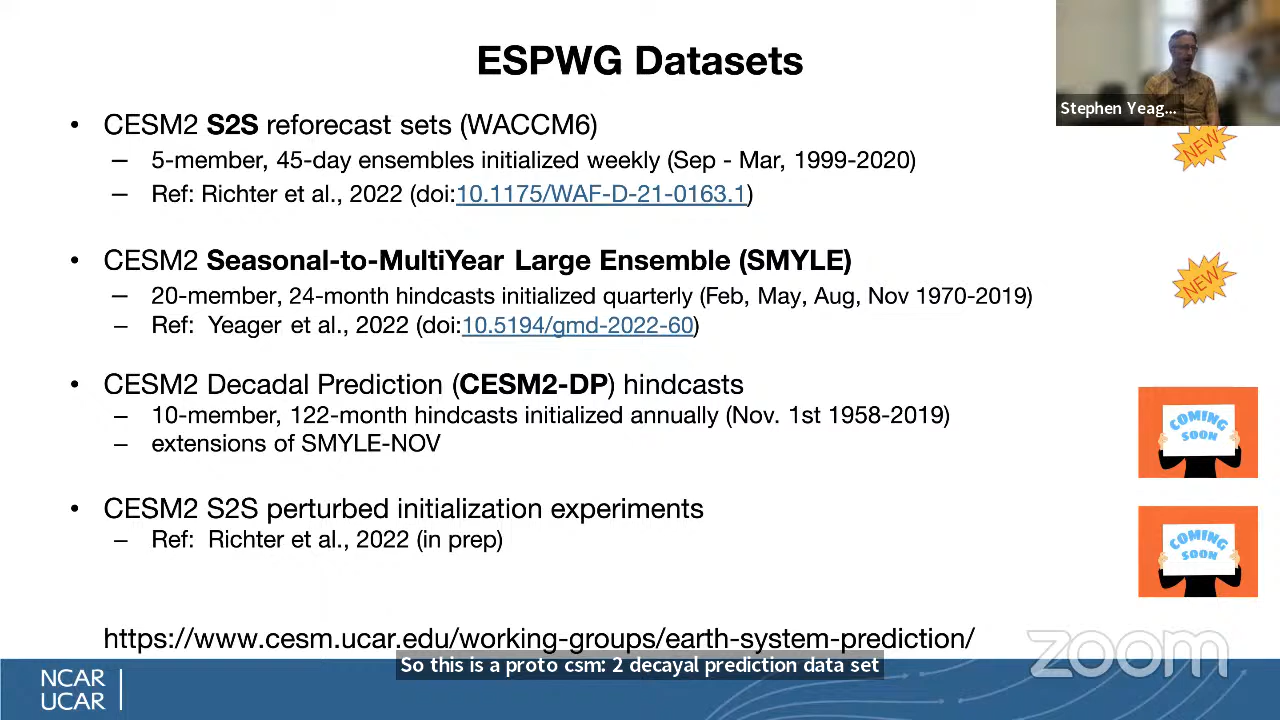 ESPWG Datasets
Stephen Yeag...
• CESM2 S2S reforecast sets (WACCM6)
NEW
– 5-member, 45-day ensembles initialized weekly (Sep - Mar, 1999-2020)
– Ref: Richter et al., 2022 (doi:10.1175/WAF-D-21-0163.1)
• CESM2 Seasonal-to-MultiYear Large Ensemble (SMYLE)
NEW
– 20-member, 24-month hindcasts initialized quarterly (Feb, May, Aug, Nov 1970-2019)
– Ref: Yeager et al., 2022 (doi:10.5194/gmd-2022-60)
• CESM2 Decadal Prediction (CESM2-DP) hindcasts
– 10-member, 122-month hindcasts initialized annually (Nov. 1st 1958-2019)
– extensions of SMYLE-NOV
COMING
SOON
• CESM2 S2S perturbed initialization experiments
– Ref: Richter et al., 2022 (in prep)
COMING
SOON
https://www.cesm.ucar.edu/working-groups/earth-system-prediction/
zoom
So this is a proto csm: 2 decayal prediction data set
NCAR
UCAR